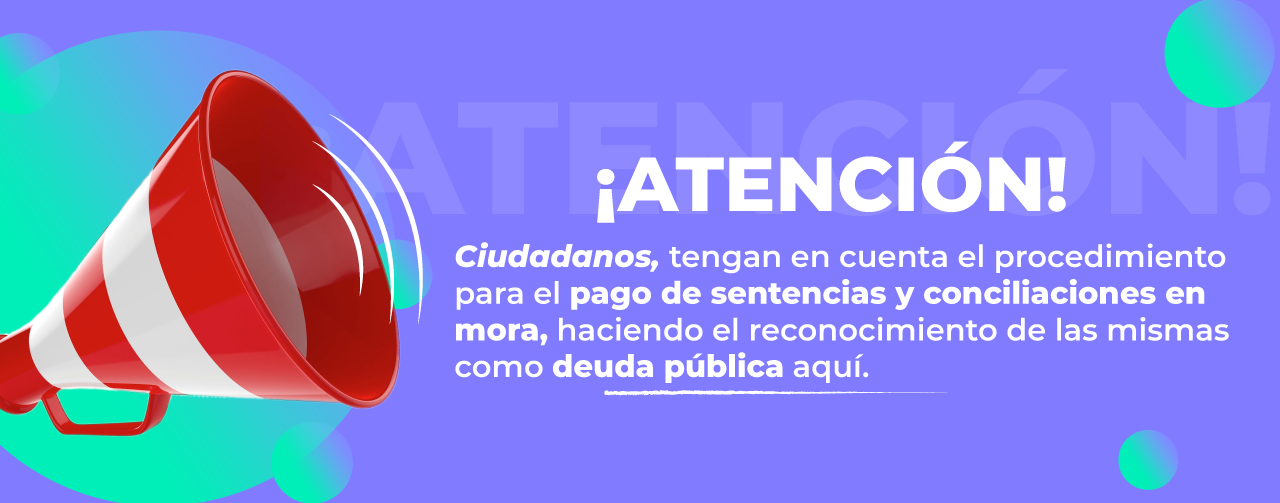 ¡ATENCIÓN!
¡ATENCIÓN!
Ciudadanos, tengan en cuenta el procedimiento
para el pago de sentencias y conciliaciones en
mora, haciendo el reconocimiento de las mismas
como deuda pública aquí.